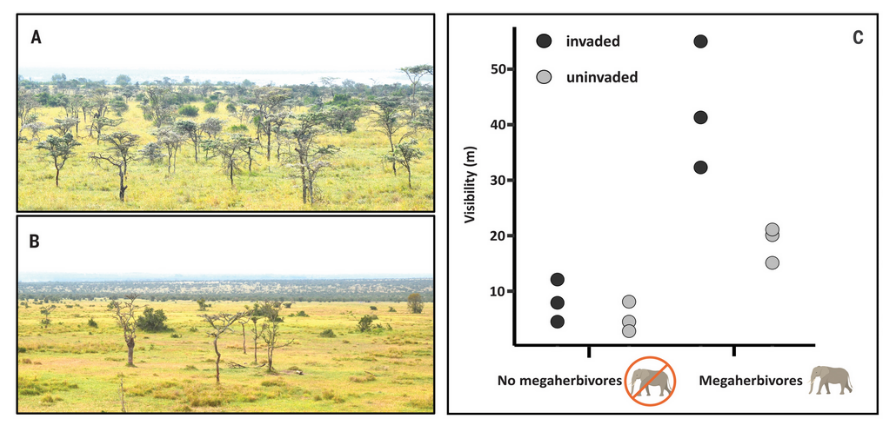 A
B
C
invaded
uninvaded
Visibility (m)
50
40
30
20
10
No megaherbivores
Megaherbivores